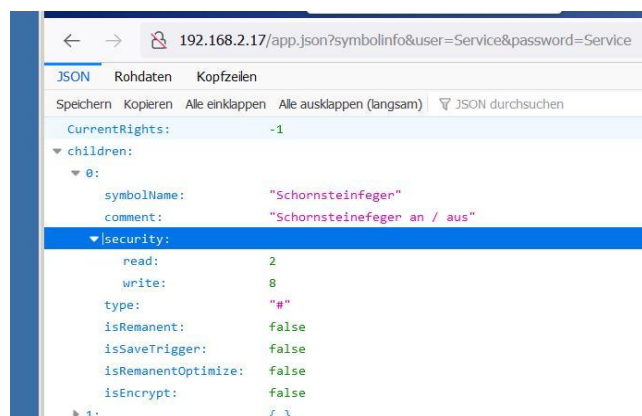 192.168.2.17/app.json?symbolinfo&user=Service&password=Service
JSON Rohdaten Kopfzeilen
Speichern Kopieren Alle einklappen Alle ausklappen (langsam) JSON durchsuchen
CurrentRights: -1
children:
0:
symbolName: "Schornsteinfeger"
comment: "Schornsteinefeger an / aus"
security:
read: 2
write: 8
type: "#"
isRemanent: false
isSaveTrigger: false
isRemanentOptimize: false
isEncrypt: false
1: {…}